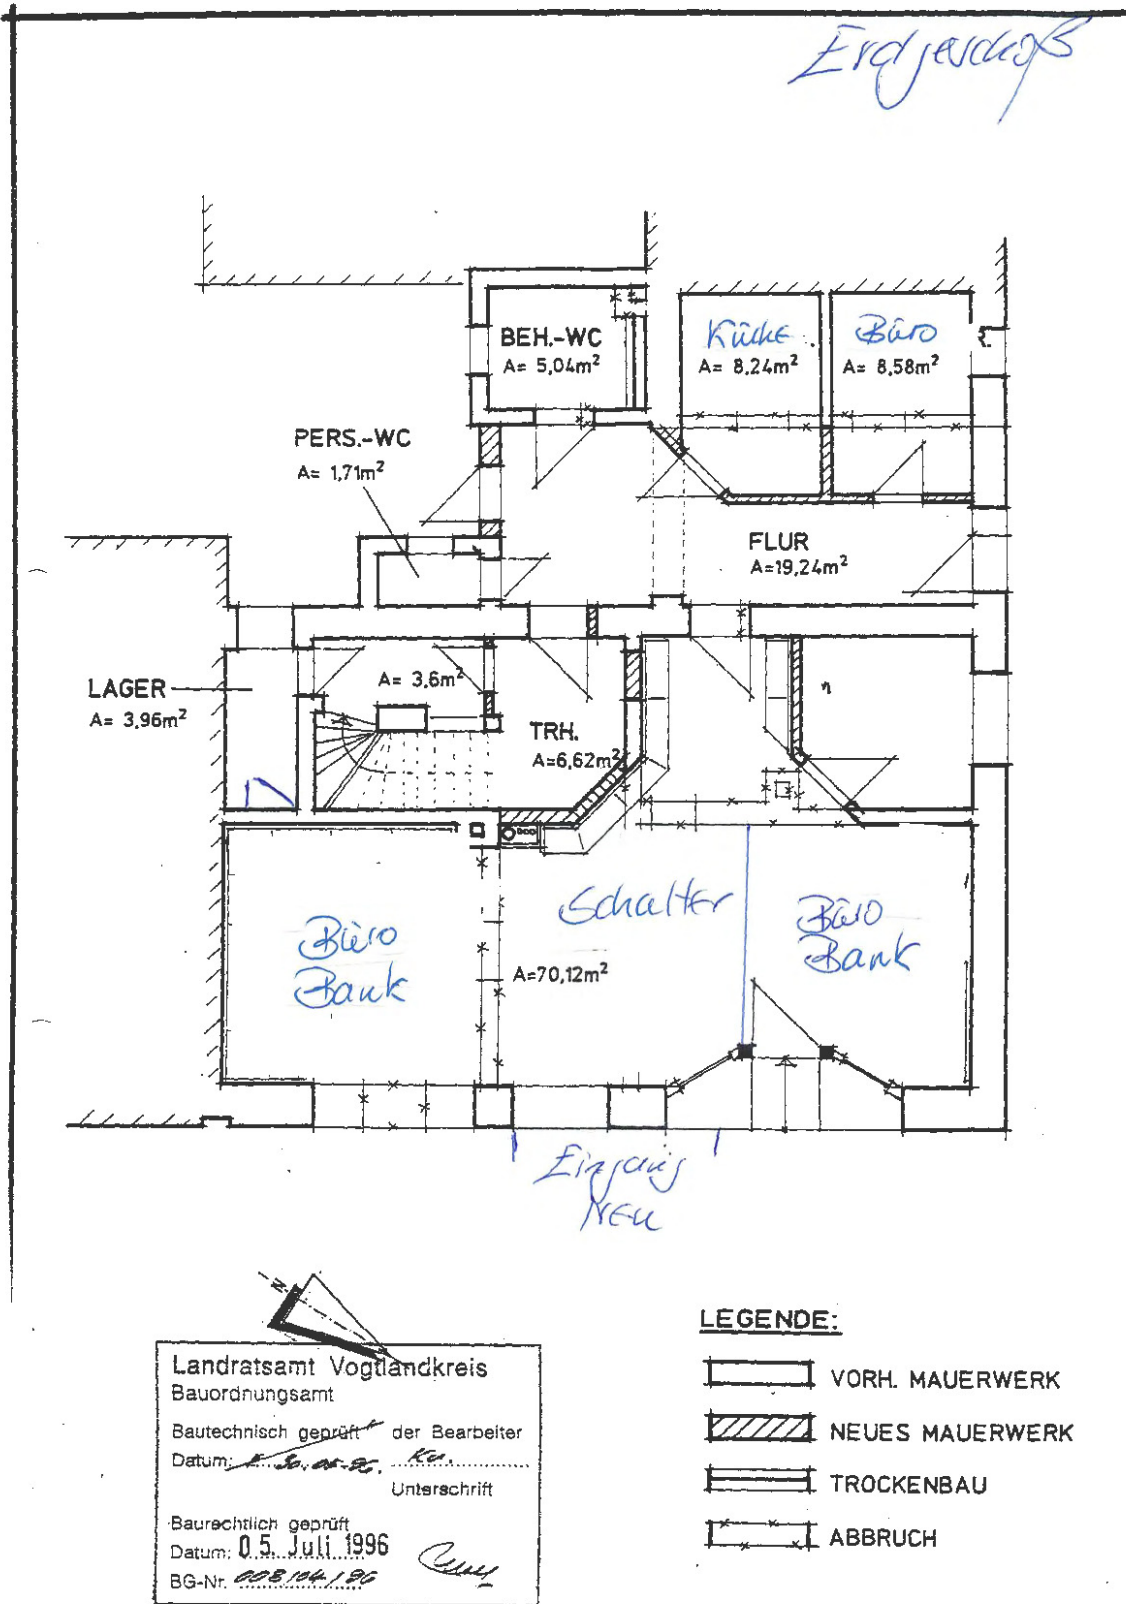 Erdgeschoß
BEH.-WC
A= 5,04m²
Küche
A= 8,24m²
Büro
A= 8,58m²
PERS.-WC
A= 1,71m²
FLUR
A=19,24m²
LAGER
A= 3,96m²
A= 3,6m²
TRH.
A=6,62m²
Schalter
Büro
Bank
Büro
Bank
A=70,12m²
Eingang
NEU
N
LEGENDE:
VORH. MAUERWERK
NEUES MAUERWERK
TROCKENBAU
ABBRUCH
Landratsamt Vogtlandkreis
Bauordnungsamt
Bautechnisch geprüft der Bearbeiter
Datum:
Unterschrift
Baurechtlich geprüft
Datum: 05. Juli 1996
BG-Nr.